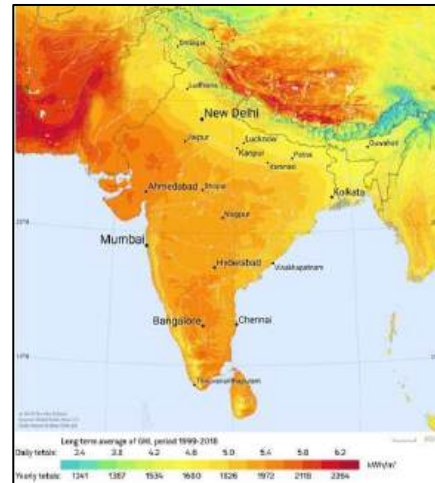 Srinagar
Ludhiana
New Delhi
Jaipur
Lucknow
Kanpur
Patna
Varanasi
Guwahati
Ahmedabad
Bhopal
Kolkata
Nagpur
Mumbai
Hyderabad
Visakhapatnam
Bangalore
Chennai
Thiruvananthapuram
Long term average of GHI, period 1999-2018
Daily totals: 3.4 3.8 4.2 4.6 5.0 5.4 5.8 6.2
Yearly totals: 1241 1387 1534 1680 1826 1972 2118 2264
kWh/m²